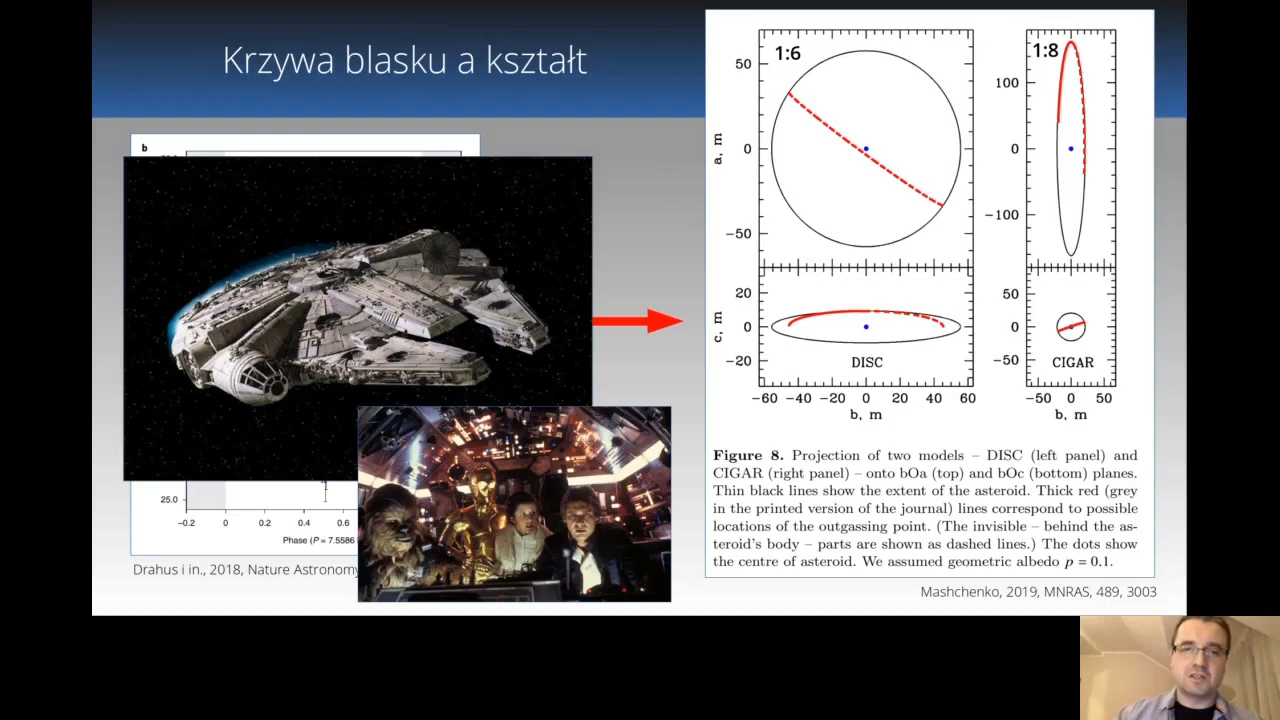 Krzywa blasku a kształt
b
25.0
−0.2 0 0.2 0.4 0.6
Phase (P = 7.5586
Drahus i in., 2018, Nature Astronomy
1:6
1:8
50
0
−50
a, m
100
0
−100
20
0
−20
c, m
50
0
−50
DISC
CIGAR
−60 −40 −20 0 20 40 60
−50 0 50
b, m
b, m
Figure 8. Projection of two models – DISC (left panel) and
CIGAR (right panel) – onto bOa (top) and bOc (bottom) planes.
Thin black lines show the extent of the asteroid. Thick red (grey
in the printed version of the journal) lines correspond to possible
locations of the outgassing point. (The invisible – behind the as-
teroid's body – parts are shown as dashed lines.) The dots show
the centre of asteroid. We assumed geometric albedo p = 0.1.
Mashchenko, 2019, MNRAS, 489, 3003